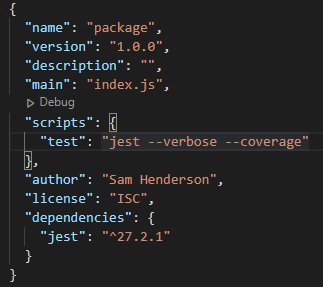 {
  "name": "package",
  "version": "1.0.0",
  "description": "",
  "main": "index.js",
  Debug
  "scripts": {
    "test": "jest --verbose --coverage"
  },
  "author": "Sam Henderson",
  "license": "ISC",
  "dependencies": {
    "jest": "^27.2.1"
  }
}